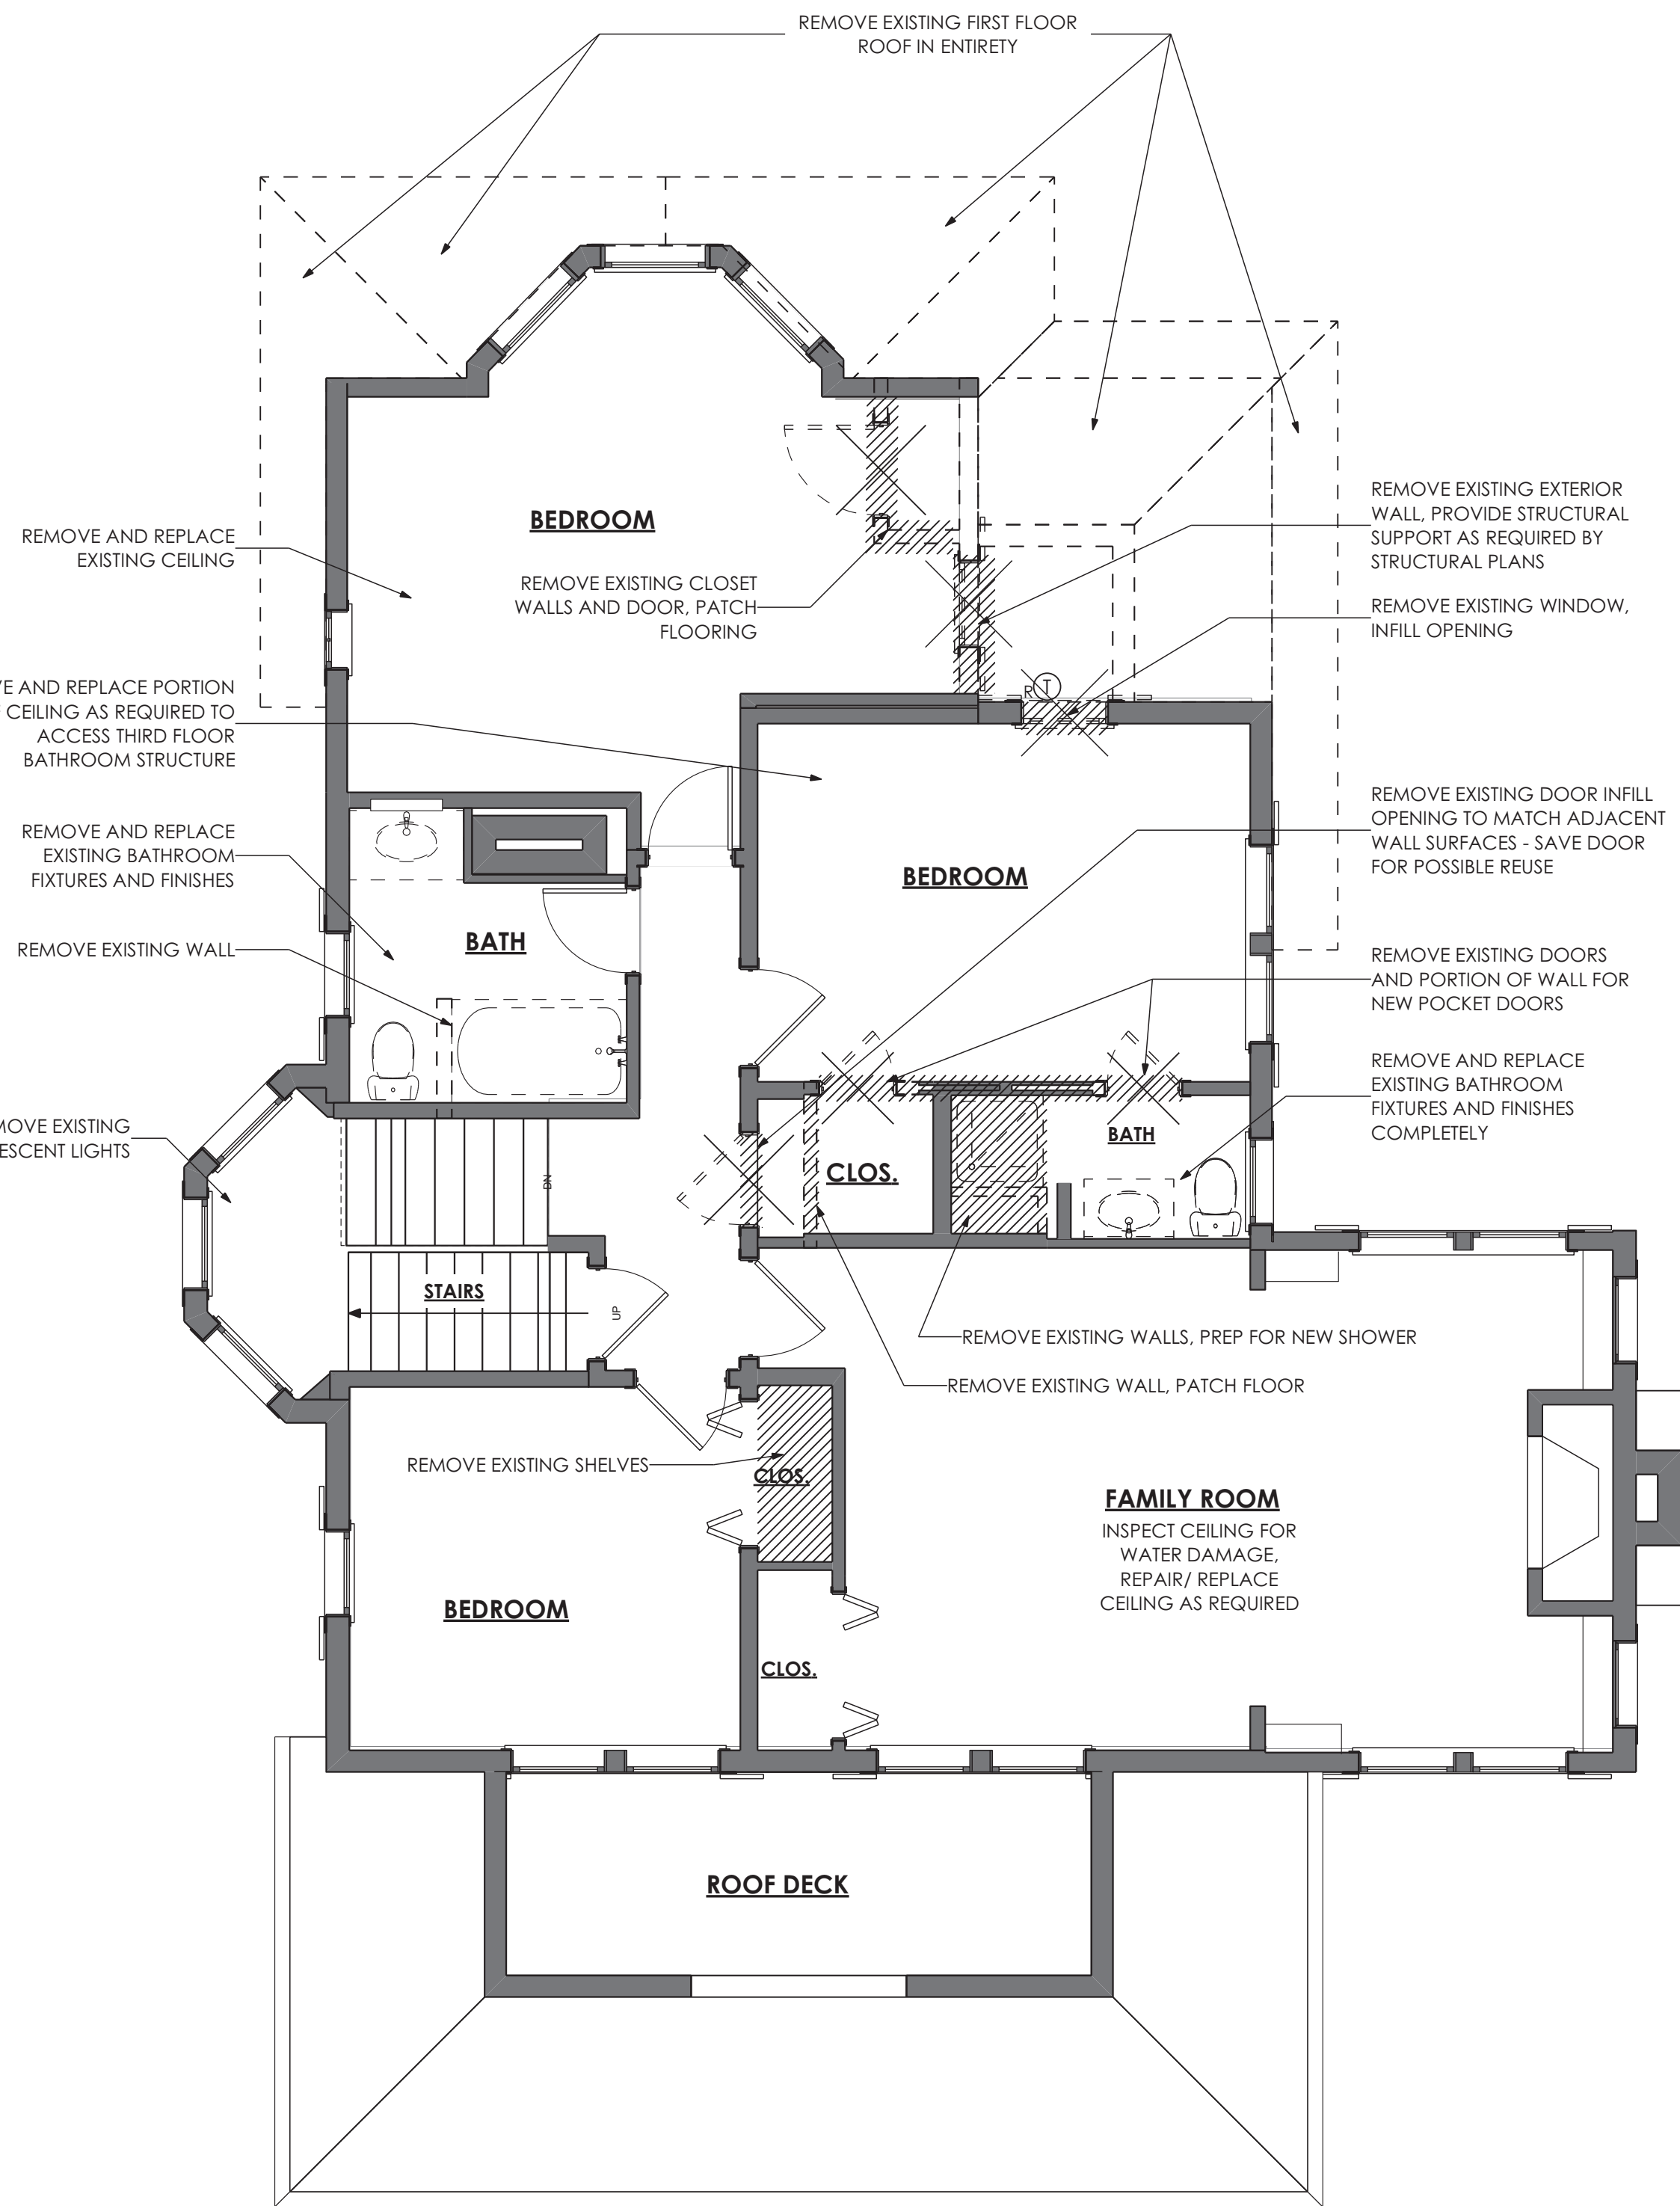 REMOVE EXISTING FIRST FLOOR
ROOF IN ENTIRETY
BEDROOM
REMOVE AND REPLACE
EXISTING CEILING
REMOVE EXISTING CLOSET
WALLS AND DOOR, PATCH
FLOORING
REMOVE EXISTING EXTERIOR
WALL, PROVIDE STRUCTURAL
SUPPORT AS REQUIRED BY
STRUCTURAL PLANS
REMOVE EXISTING WINDOW,
INFILL OPENING
R T
AND REPLACE PORTION
CEILING AS REQUIRED TO
ACCESS THIRD FLOOR
BATHROOM STRUCTURE
REMOVE EXISTING DOOR INFILL
OPENING TO MATCH ADJACENT
WALL SURFACES - SAVE DOOR
FOR POSSIBLE REUSE
REMOVE AND REPLACE
EXISTING BATHROOM
FIXTURES AND FINISHES
BEDROOM
BATH
REMOVE EXISTING WALL
REMOVE EXISTING DOORS
AND PORTION OF WALL FOR
NEW POCKET DOORS
REMOVE AND REPLACE
EXISTING BATHROOM
FIXTURES AND FINISHES
COMPLETELY
EXISTING
LIGHTS
BATH
CLOS.
DN
STAIRS
UP
REMOVE EXISTING WALLS, PREP FOR NEW SHOWER
REMOVE EXISTING WALL, PATCH FLOOR
REMOVE EXISTING SHELVES
CLOS.
FAMILY ROOM
INSPECT CEILING FOR
WATER DAMAGE,
REPAIR/ REPLACE
CEILING AS REQUIRED
BEDROOM
CLOS.
ROOF DECK